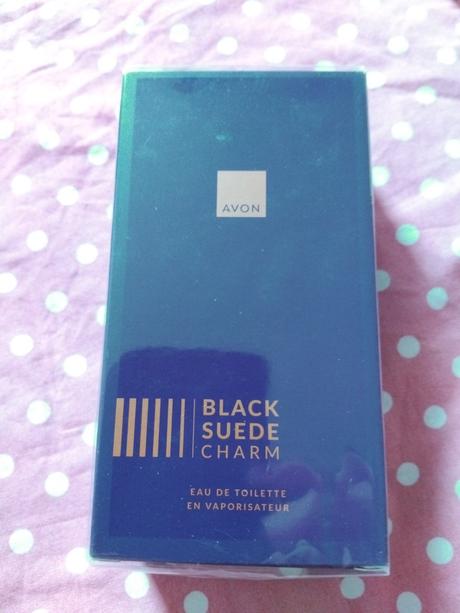 AVON
BLACK
SUEDE
CHARM
EAU DE TOILETTE
EN VAPORISATEUR